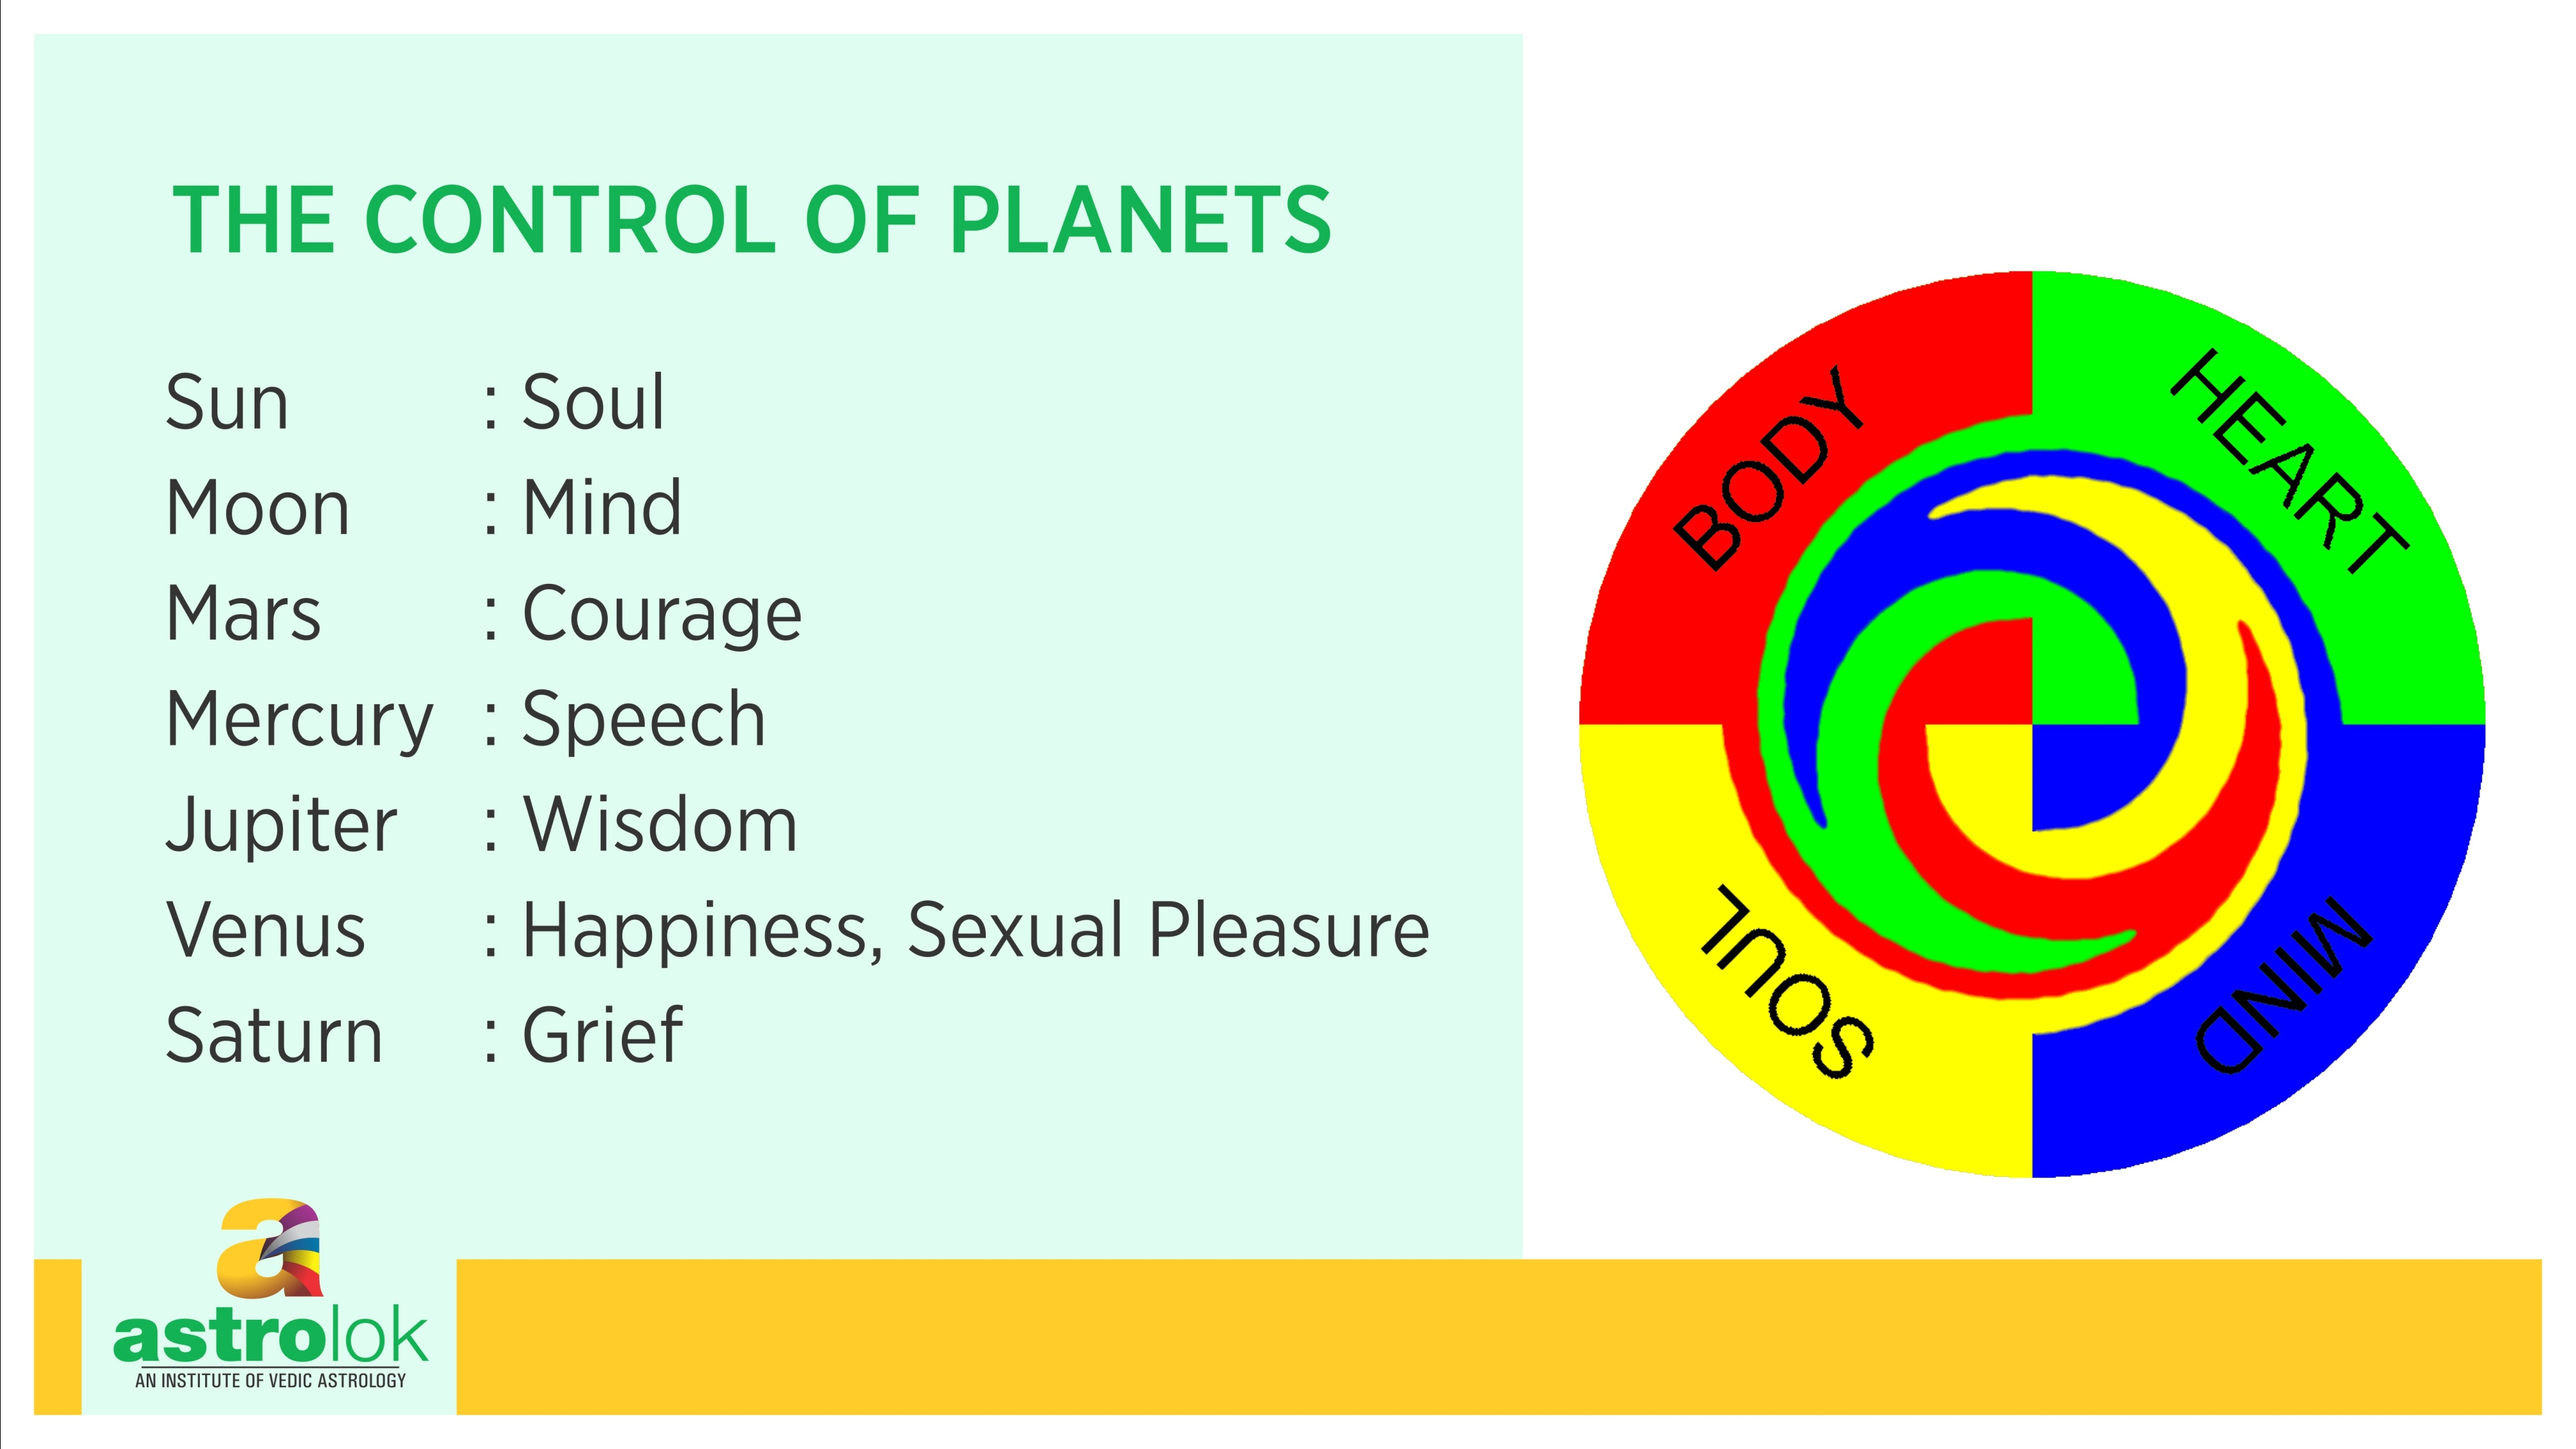 THE CONTROL OF PLANETS
Sun : Soul
Moon : Mind
Mars : Courage
Mercury : Speech
Jupiter : Wisdom
Venus : Happiness, Sexual Pleasure
Saturn : Grief
BODY
HEART
SOUL
MIND
a
astrolok
AN INSTITUTE OF VEDIC ASTROLOGY